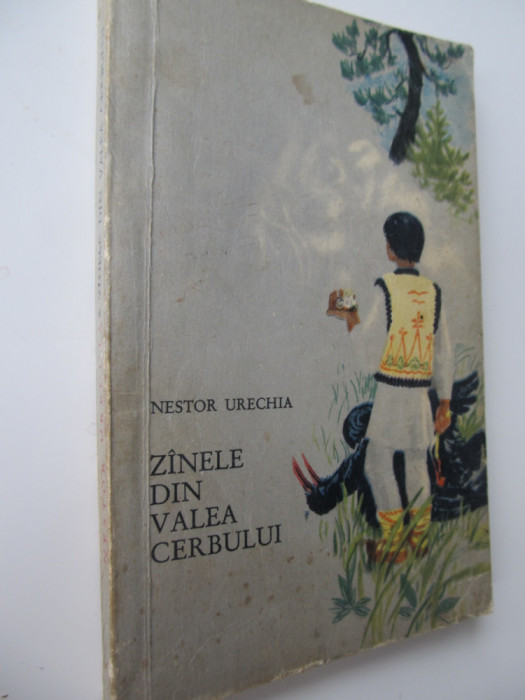 NESTOR URECHIA
ZÎNELE
DIN
VALEA
CERBULUI